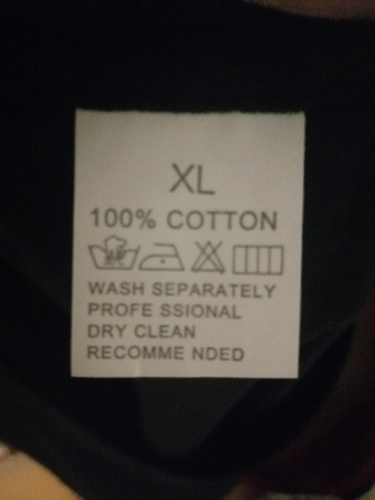 XL
100% COTTON
WASH SEPARATELY
PROFE SSIONAL
DRY CLEAN
RECOMME NDED